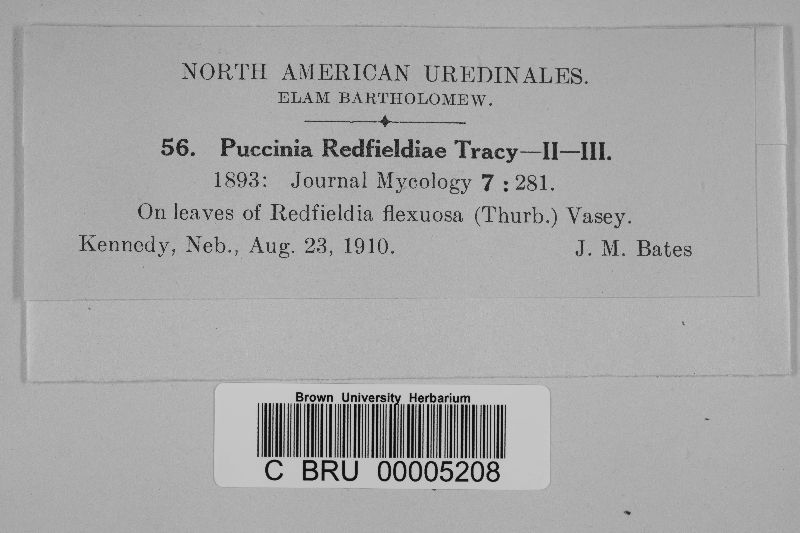 NORTH AMERICAN UREDINALES.
ELAM BARTHOLOMEW.
56. Puccinia Redfieldiae Tracy—II—III.
1893: Journal Mycology 7 : 281.
On leaves of Redfieldia flexuosa (Thurb.) Vasey.
Kennedy, Neb., Aug. 23, 1910. J. M. Bates
Brown University Herbarium
C BRU 00005208